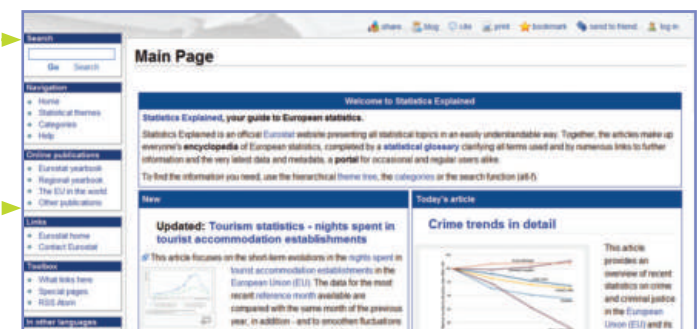 share blog cite print bookmark send to friend log in
Search
Go Search
Navigation
Home
Statistical themes
Categories
Help
Online publications
Eurostat yearbook
Regional yearbook
The EU in the world
Other publications
Links
Eurostat home
Contact Eurostat
Toolbox
What links here
Special pages
RSS Atom
In other languages
Main Page
Welcome to Statistics Explained
Statistics Explained, your guide to European statistics.
Statistics Explained is an official Eurostat website presenting all statistical topics in an easily understandable way. Together, the articles make up
everyone's encyclopedia of European statistics, completed by a statistical glossary clarifying all terms used and by numerous links to further
information and the very latest data and metadata, a portal for occasional and regular users alike.
To find the information you need, use the hierarchical theme tree, the categories or the search function (alt-f).
New
Updated: Tourism statistics - nights spent in
tourist accommodation establishments
This article focuses on the short-term evolutions in the nights spent in
tourist accommodation establishments in the
European Union (EU). The data for the most
recent reference month available are
compared with the same month of the previous
year, in addition - and to smoothen fluctuations
Today's article
Crime trends in detail
This article
provides an
overview of recent
statistics on crime
and criminal justice
in the European
Union (EU) and its